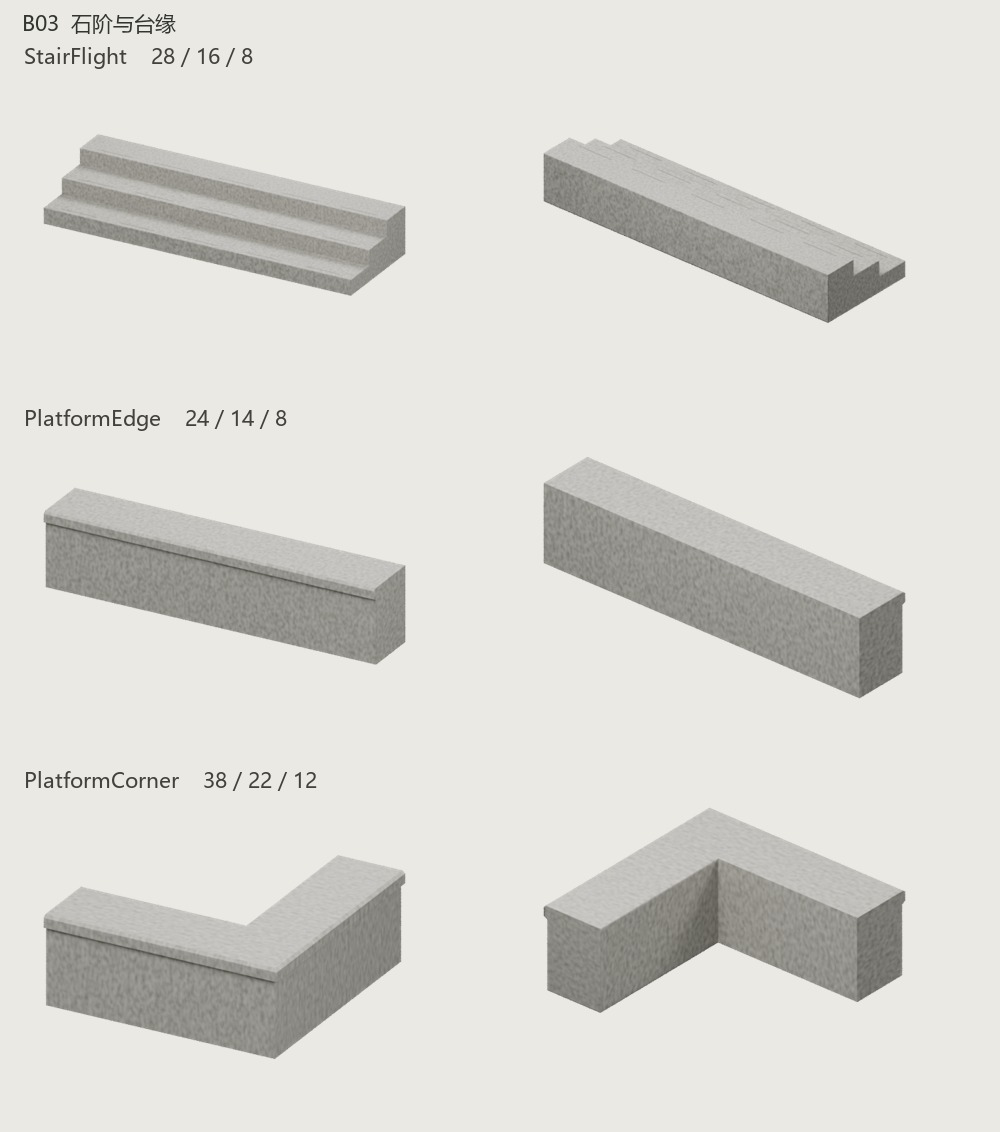 B03 石阶与台缘
StairFlight 28 / 16 / 8
PlatformEdge 24 / 14 / 8
PlatformCorner 38 / 22 / 12